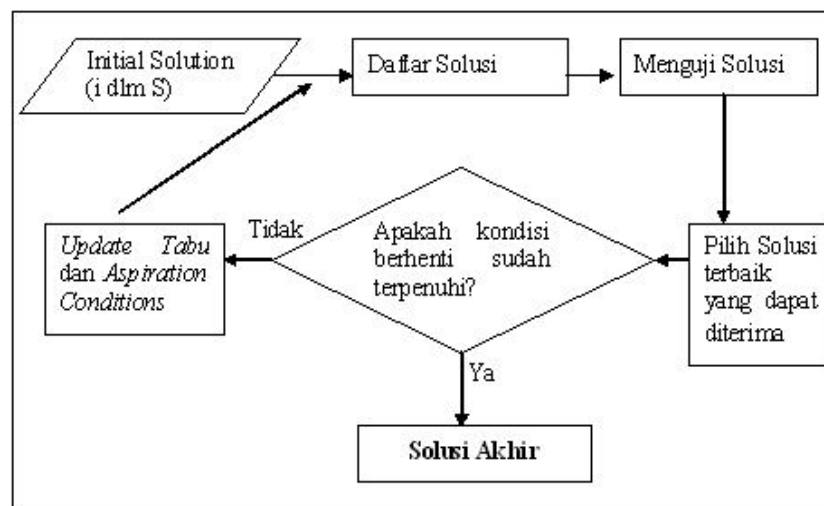 Initial Solution
(i dlm S)
Daftar Solusi
Menguji Solusi
Pilih Solusi
terbaik
yang dapat
diterima
Apakah kondisi
berhenti sudah
terpenuhi?
Tidak
Update Tabu
dan Aspiration
Conditions
Ya
Solusi Akhir